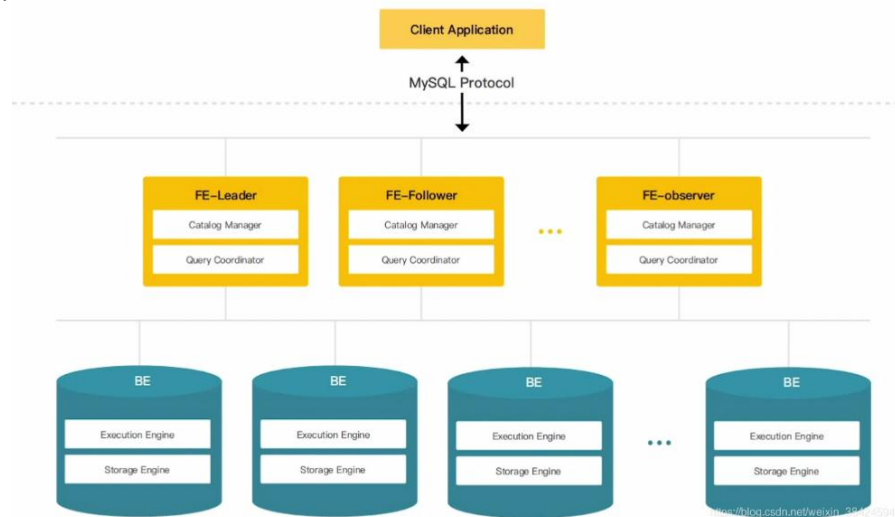 Client Application
MySQL Protocol
FE-Leader
FE-Follower
FE-observer
Catalog Manager
Catalog Manager
Catalog Manager
Query Coordinator
Query Coordinator
Query Coordinator
BE
BE
BE
BE
Execution Engine
Execution Engine
Execution Engine
Execution Engine
Storage Engine
Storage Engine
Storage Engine
Storage Engine